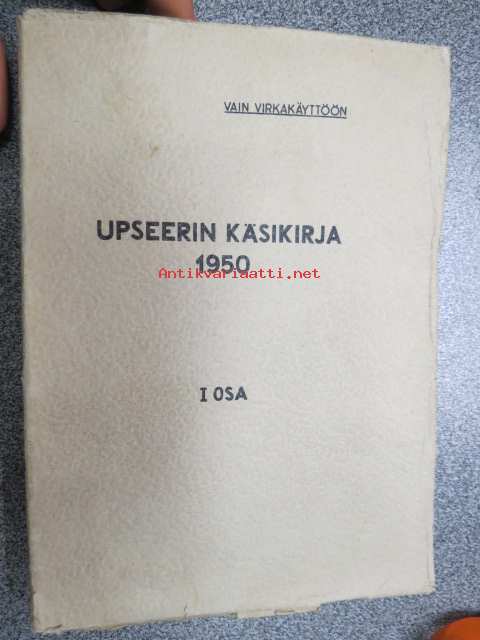 VAIN VIRKAKÄYTTÖÖN
UPSEERIN KÄSIKIRJA
1950
Antikvariaatti.net
I OSA